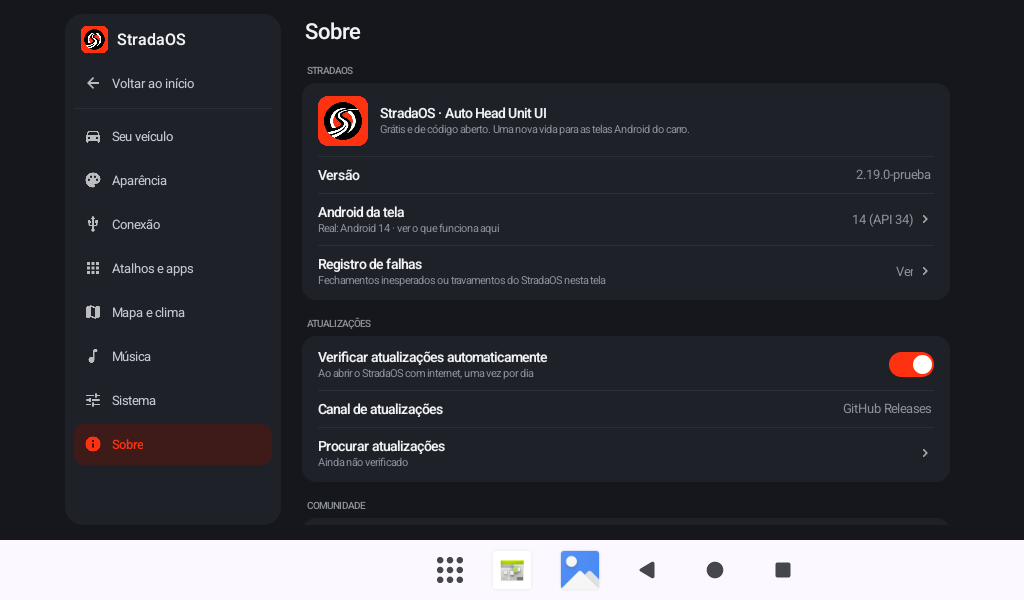 StradaOS
Voltar ao início
Seu veículo
Aparência
Conexão
Atalhos e apps
Mapa e clima
Música
Sistema
Sobre
Sobre
STRADAOS
StradaOS · Auto Head Unit UI
Grátis e de código aberto. Uma nova vida para as telas Android do carro.
Versão
2.19.0-prueba
Android da tela
Real: Android 14 · ver o que funciona aqui
14 (API 34)
Registro de falhas
Fechamentos inesperados ou travamentos do StradaOS nesta tela
Ver
ATUALIZAÇÕES
Verificar atualizações automaticamente
Ao abrir o StradaOS com internet, uma vez por dia
Canal de atualizações
GitHub Releases
Procurar atualizações
Ainda não verificado
COMUNIDADE